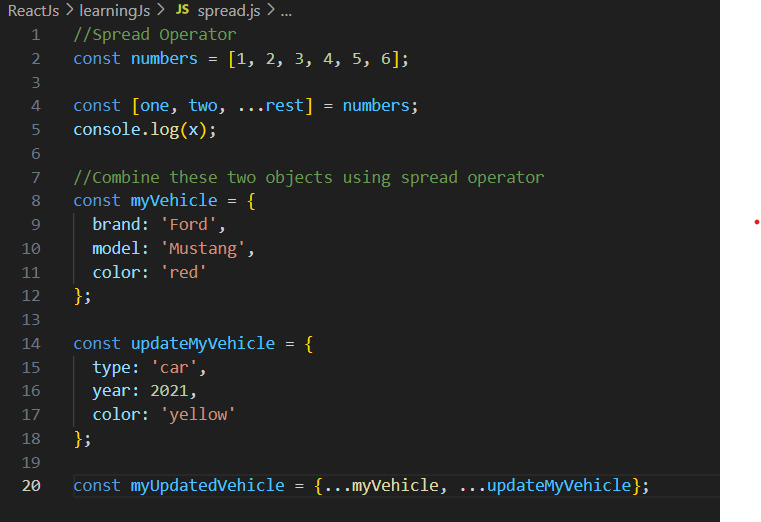 ReactJs > learningJs > JS spread.js > ...
1 //Spread Operator
2 const numbers = [1, 2, 3, 4, 5, 6];
3
4 const [one, two, ...rest] = numbers;
5 console.log(x);
6
7 //Combine these two objects using spread operator
8 const myVehicle = {
9   brand: 'Ford',
10   model: 'Mustang',
11   color: 'red'
12 };
13
14 const updateMyVehicle = {
15   type: 'car',
16   year: 2021,
17   color: 'yellow'
18 };
19
20 const myUpdatedVehicle = {...myVehicle, ...updateMyVehicle};